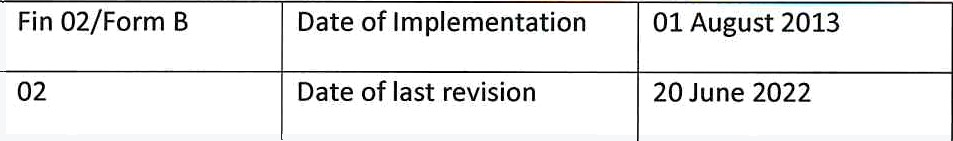 Fin 02/Form B Date of Implementation 01 August 2013
02 Date of last revision 20 June 2022